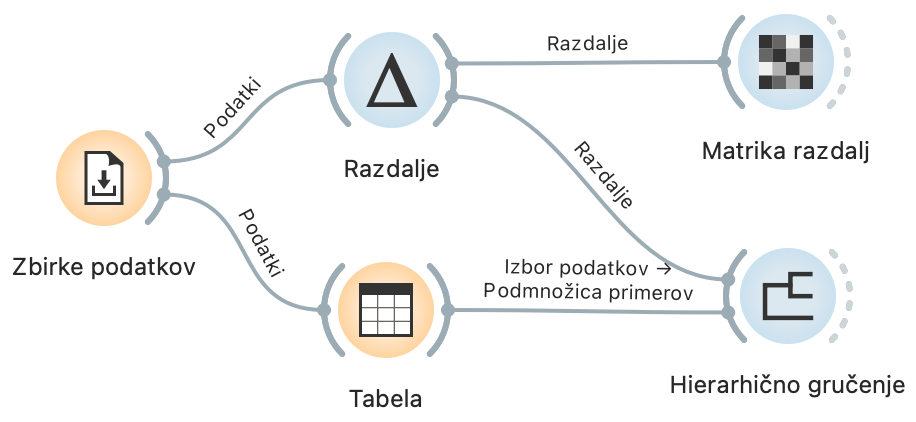 Razdalje
Podatki
Razdalje
Matrika razdalj
Razdalje
Podatki
Zbirke podatkov
Izbor podatkov →
Podmnožica primerov
Tabela
Hierarhično gručenje